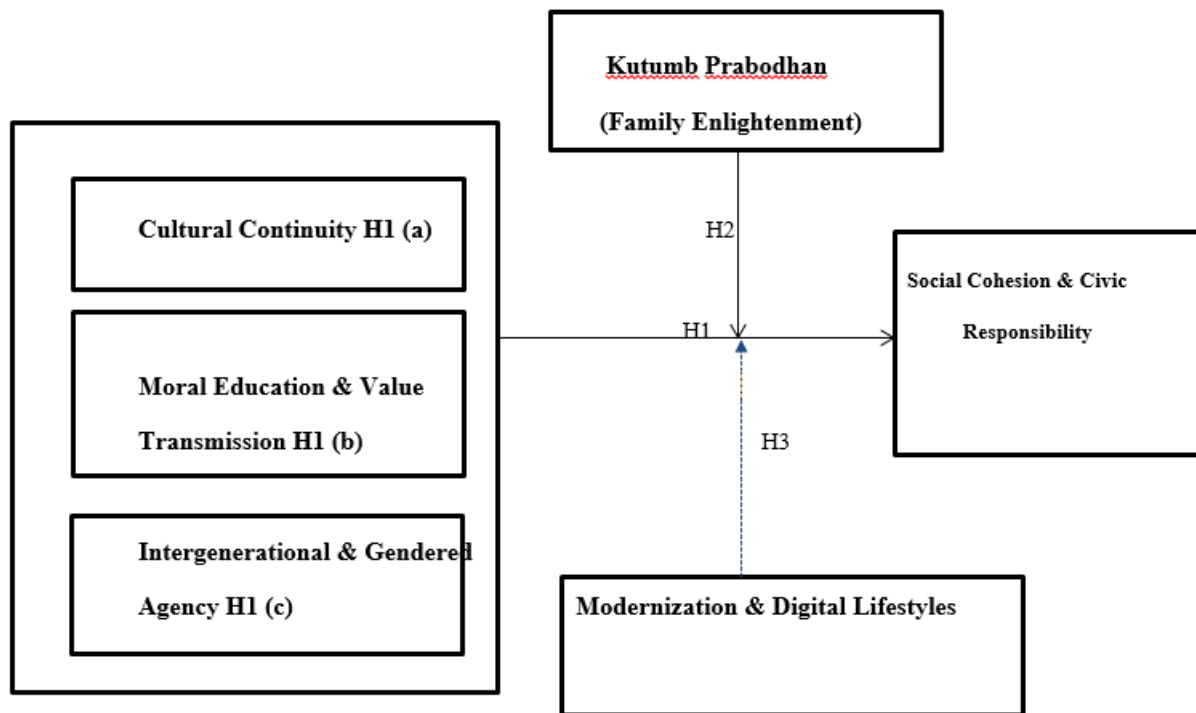 Kutumb Prabodhan
(Family Enlightenment)
Cultural Continuity H1 (a)
Moral Education & Value
Transmission H1 (b)
Intergenerational & Gendered
Agency H1 (c)
H2
H1
H3
Social Cohesion & Civic
Responsibility
Modernization & Digital Lifestyles